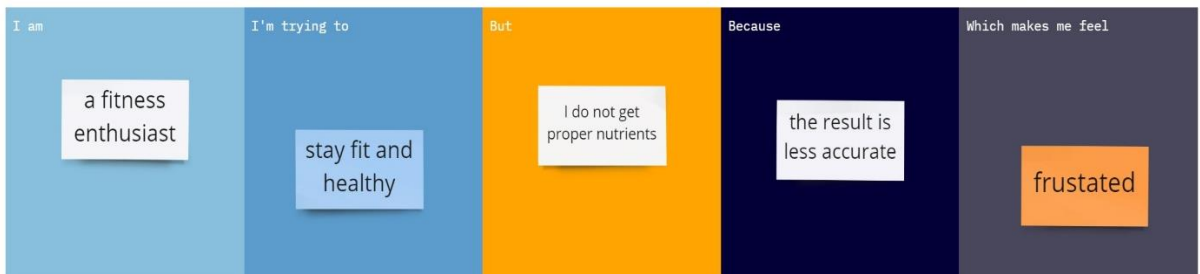 I am
a fitness
enthusiast
I'm trying to
stay fit and
healthy
But
I do not get
proper nutrients
Because
the result is
less accurate
Which makes me feel
frustated